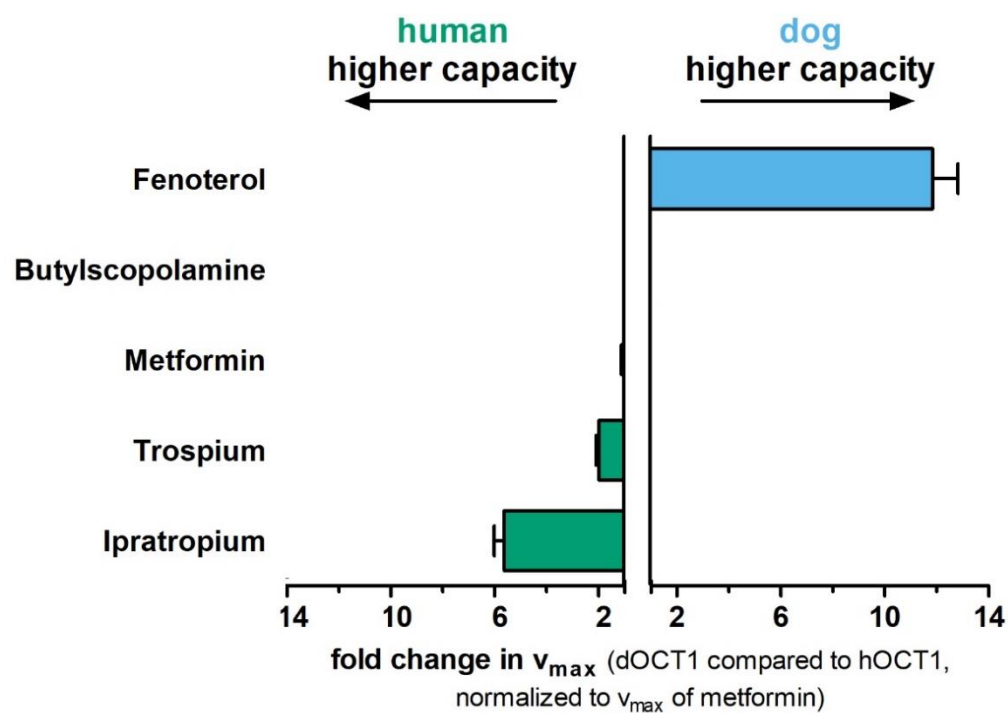 human
higher capacity
dog
higher capacity
Fenoterol
Butylscopolamine
Metformin
Trospium
Ipratropium
14 10 6 2 2 6 10 14
fold change in vmax (dOCT1 compared to hOCT1,
normalized to vmax of metformin)